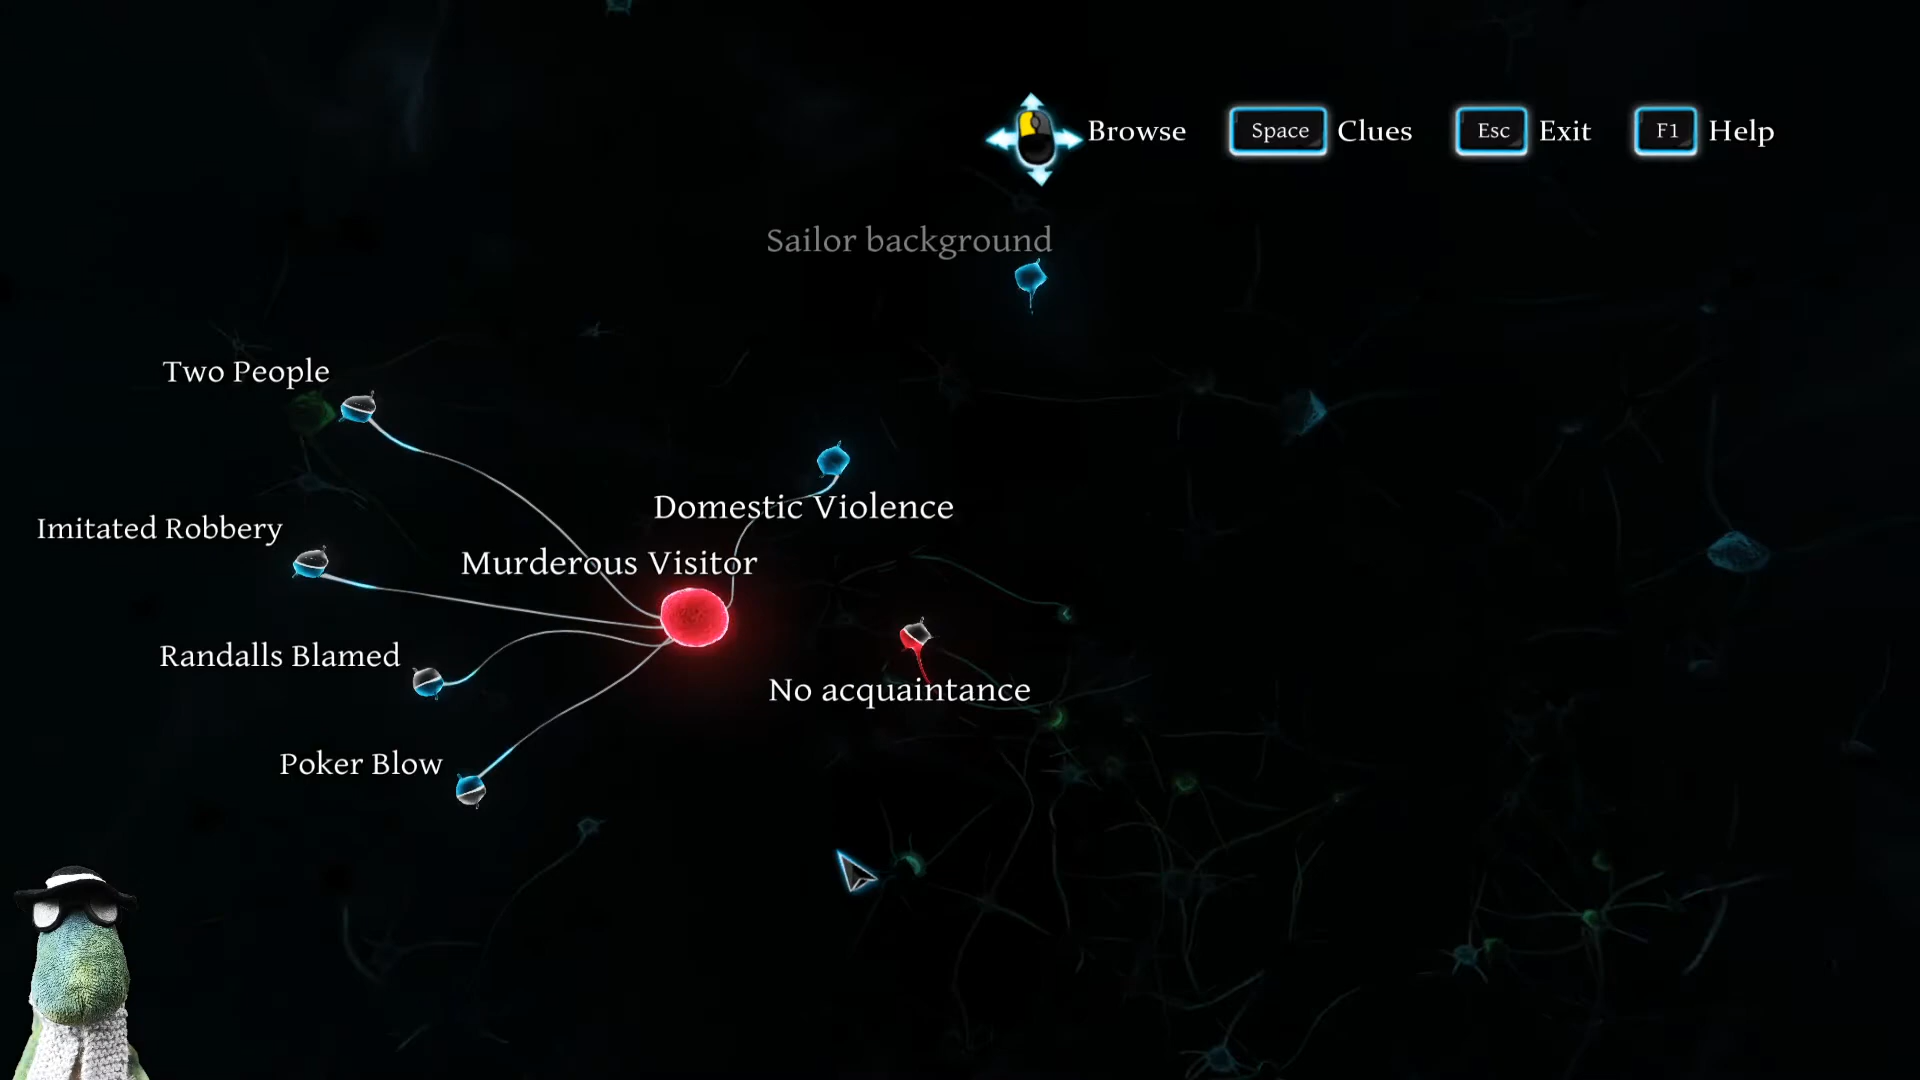 Browse
Space
Clues
Esc
Exit
F1
Help
Sailor background
Two People
Domestic Violence
Imitated Robbery
Murderous Visitor
Randalls Blamed
No acquaintance
Poker Blow